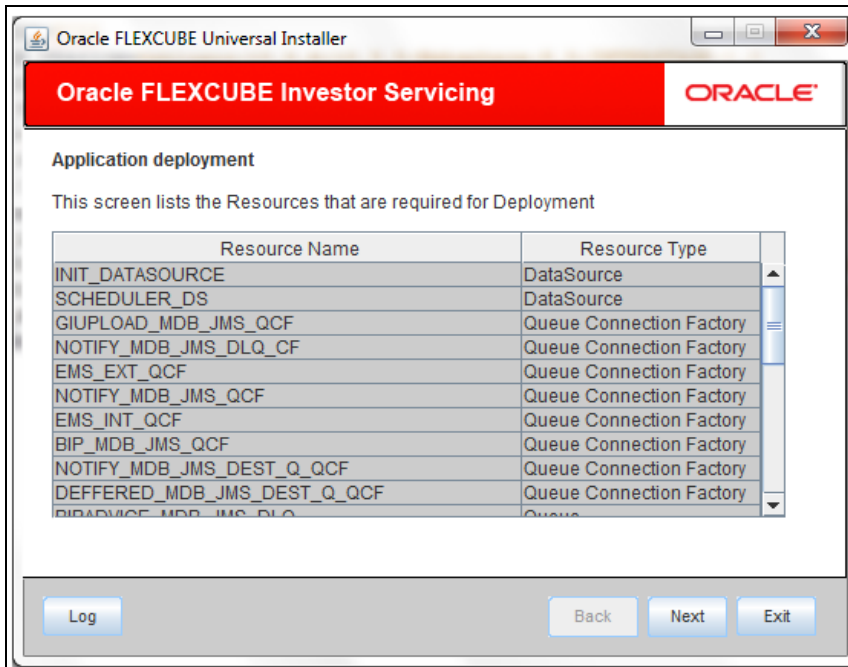 Oracle FLEXCUBE Universal Installer
Oracle FLEXCUBE Investor Servicing ORACLE
Application deployment
This screen lists the Resources that are required for Deployment
Resource Name Resource Type
INIT_DATASOURCE DataSource
SCHEDULER_DS DataSource
GIUPLOAD_MDB_JMS_QCF Queue Connection Factory
NOTIFY_MDB_JMS_DLQ_CF Queue Connection Factory
EMS_EXT_QCF Queue Connection Factory
NOTIFY_MDB_JMS_QCF Queue Connection Factory
EMS_INT_QCF Queue Connection Factory
BIP_MDB_JMS_QCF Queue Connection Factory
NOTIFY_MDB_JMS_DEST_Q_QCF Queue Connection Factory
DEFFERED_MDB_JMS_DEST_Q_QCF Queue Connection Factory
BIPADVICE_MDB_JMS_DLQ Queue
Log Back Next Exit